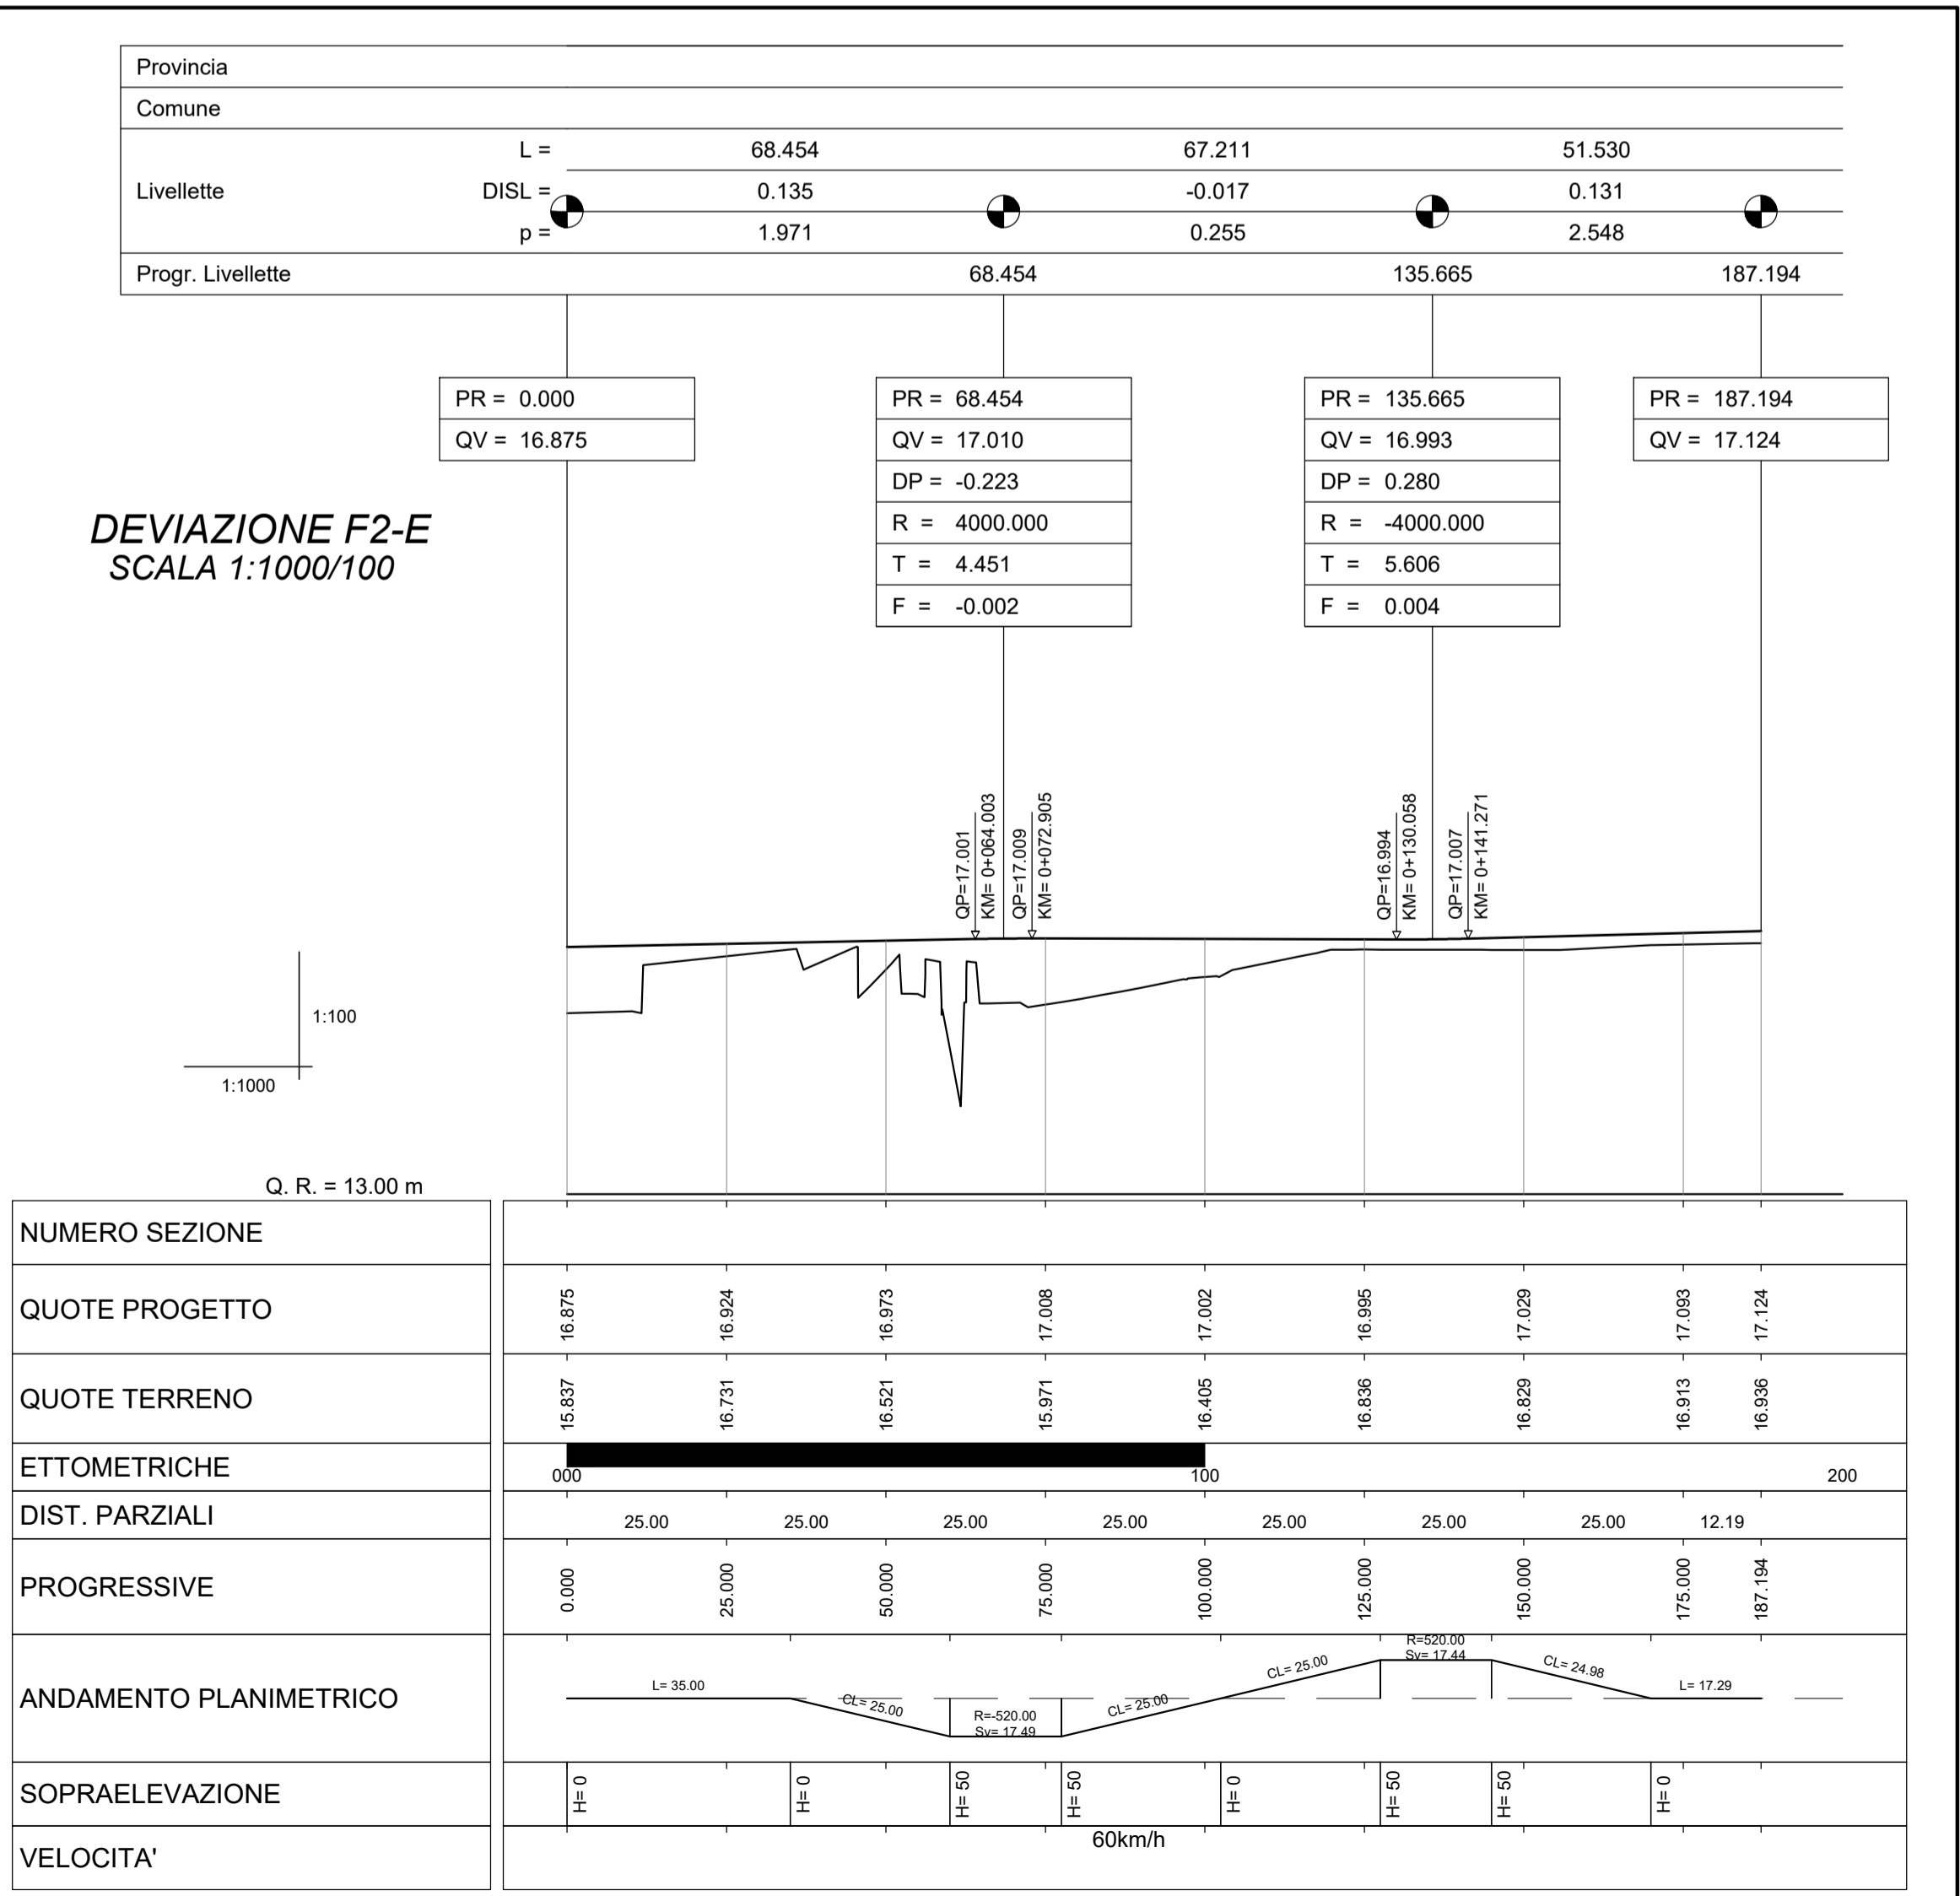 Provincia
Comune
L = 68.454 67.211 51.530
Livellette DISL = 0.135 -0.017 0.131
p = 1.971 0.255 2.548
Progr. Livellette 68.454 135.665 187.194
PR = 0.000
QV = 16.875
PR = 68.454
QV = 17.010
DP = -0.223
R = 4000.000
T = 4.451
F = -0.002
PR = 135.665
QV = 16.993
DP = 0.280
R = -4000.000
T = 5.606
F = 0.004
PR = 187.194
QV = 17.124
DEVIAZIONE F2-E
SCALA 1:1000/100
QP=17.001
KM= 0+064.003
QP=17.009
KM= 0+072.905
QP=16.994
KM= 0+130.058
QP=17.007
KM= 0+141.271
1:100
1:1000
Q. R. = 13.00 m
NUMERO SEZIONE
QUOTE PROGETTO 16.875 16.924 16.973 17.008 17.002 16.995 17.029 17.093 17.124
QUOTE TERRENO 15.837 16.731 16.521 15.971 16.405 16.836 16.829 16.913 16.936
ETTOMETRICHE 000 100 200
DIST. PARZIALI 25.00 25.00 25.00 25.00 25.00 25.00 25.00 12.19
PROGRESSIVE 0.000 25.000 50.000 75.000 100.000 125.000 150.000 175.000 187.194
ANDAMENTO PLANIMETRICO
L= 35.00
CL= 25.00
R=-520.00
Sv= 17.49
CL= 25.00
CL= 25.00
R=520.00
Sv= 17.44
CL= 24.98
L= 17.29
SOPRAELEVAZIONE H= 0 H= 0 H= 50 H= 50 H= 0 H= 50 H= 50 H= 0
VELOCITA' 60km/h